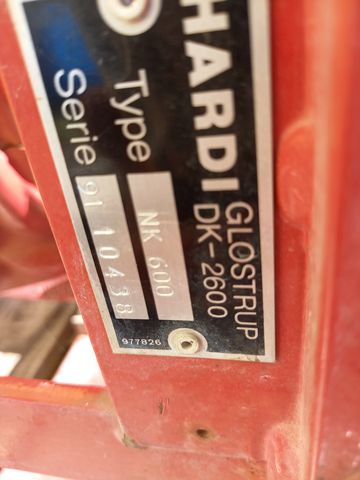 HARDI
GLOSTRUP
DK-2600
Type NK 600
Serie 91 10438
977826